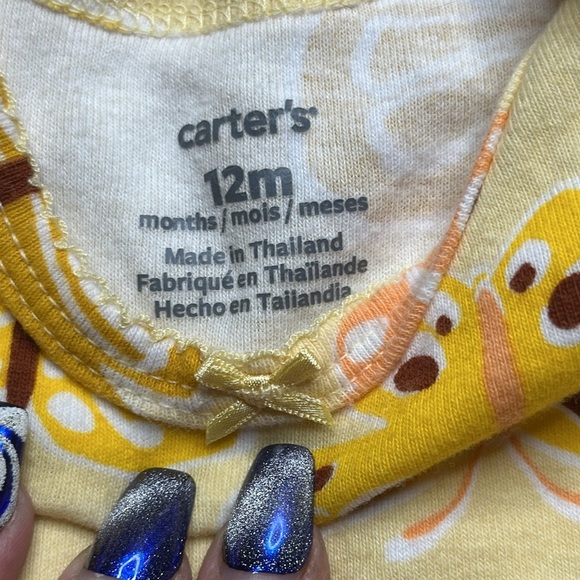 carter's
12m
months / mois / meses
Made in Thailand
Fabriqué en Thaïlande
Hecho en Tailandia